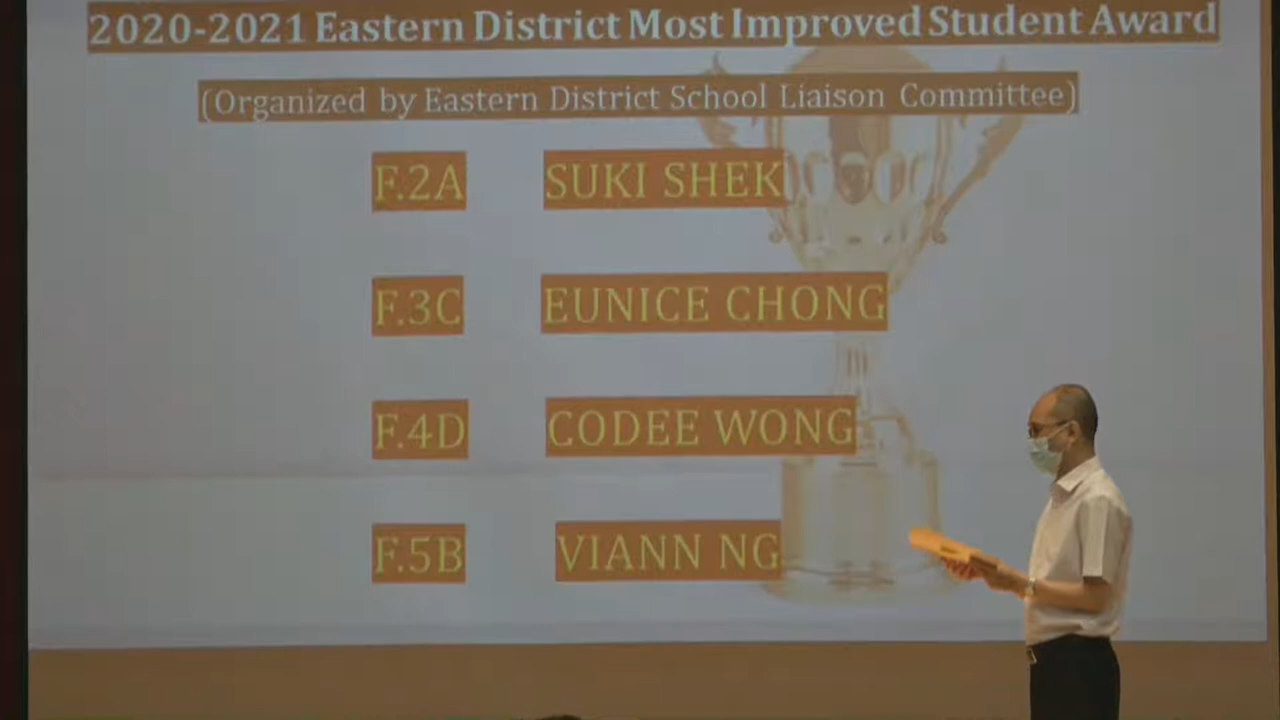 2020-2021 Eastern District Most Improved Student Award
(Organized by Eastern District School Liaison Committee)
F.2A SUKI SHEK
F.3C EUNICE CHONG
F.4D CODEE WONG
F.5B VIANN NG